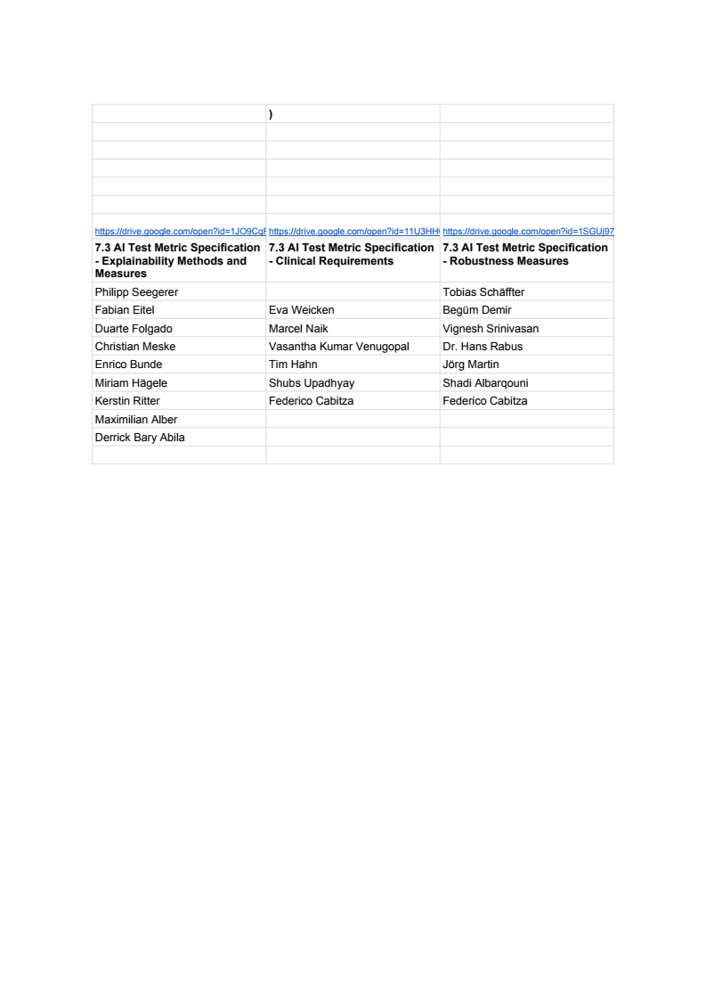 )
https://drive.google.com/open?id=1JO9Cq https://drive.google.com/open?id=11U3HH https://drive.google.com/open?id=1SGUj97
7.3 AI Test Metric Specification 7.3 AI Test Metric Specification 7.3 AI Test Metric Specification
- Explainability Methods and - Clinical Requirements - Robustness Measures
Measures
Philipp Seegerer Tobias Schäffter
Fabian Eitel Eva Weicken Begüm Demir
Duarte Folgado Marcel Naik Vignesh Srinivasan
Christian Meske Vasantha Kumar Venugopal Dr. Hans Rabus
Enrico Bunde Tim Hahn Jörg Martin
Miriam Hägele Shubs Upadhyay Shadi Albarqouni
Kerstin Ritter Federico Cabitza Federico Cabitza
Maximilian Alber
Derrick Bary Abila